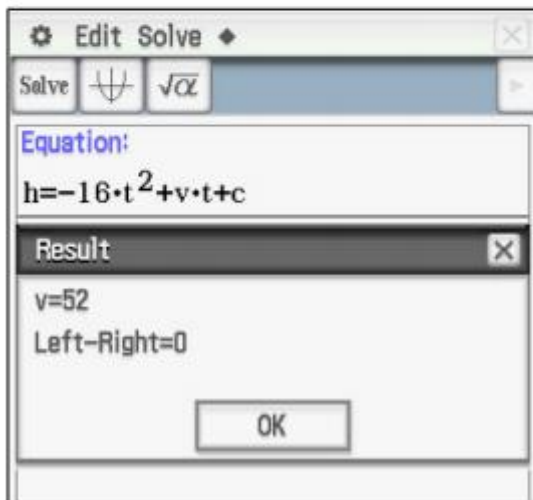 Edit Solve ◆
Solve √α
Equation:
h=-16·t²+v·t+c
Result
v=52
Left-Right=0
OK